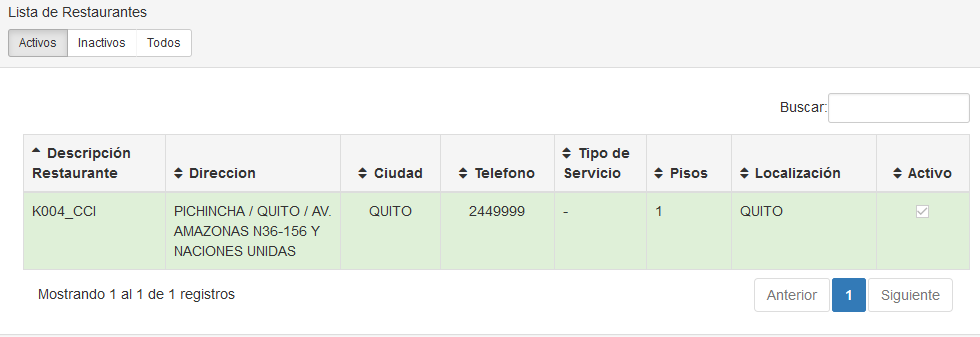 Lista de Restaurantes
Activos Inactivos Todos
Buscar:
Descripción Restaurante Direccion Ciudad Telefono Tipo de Servicio Pisos Localización Activo
K004_CCI PICHINCHA / QUITO / AV. QUITO 2449999 - 1 QUITO
AMAZONAS N36-156 Y
NACIONES UNIDAS
Mostrando 1 al 1 de 1 registros
Anterior 1 Siguiente